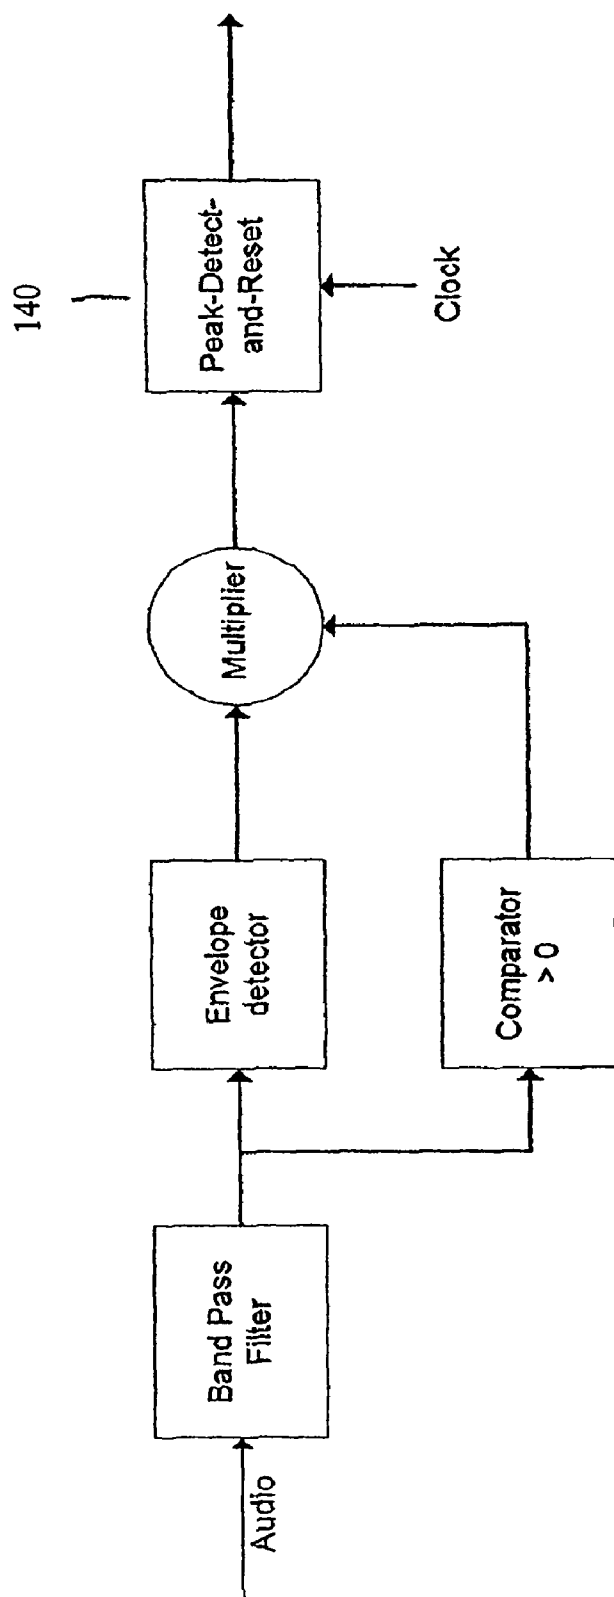 140
Audio
Band Pass
Filter
Envelope
detector
Comparator
> 0
Multiplier
Peak-Detect-
and-Reset
Clock